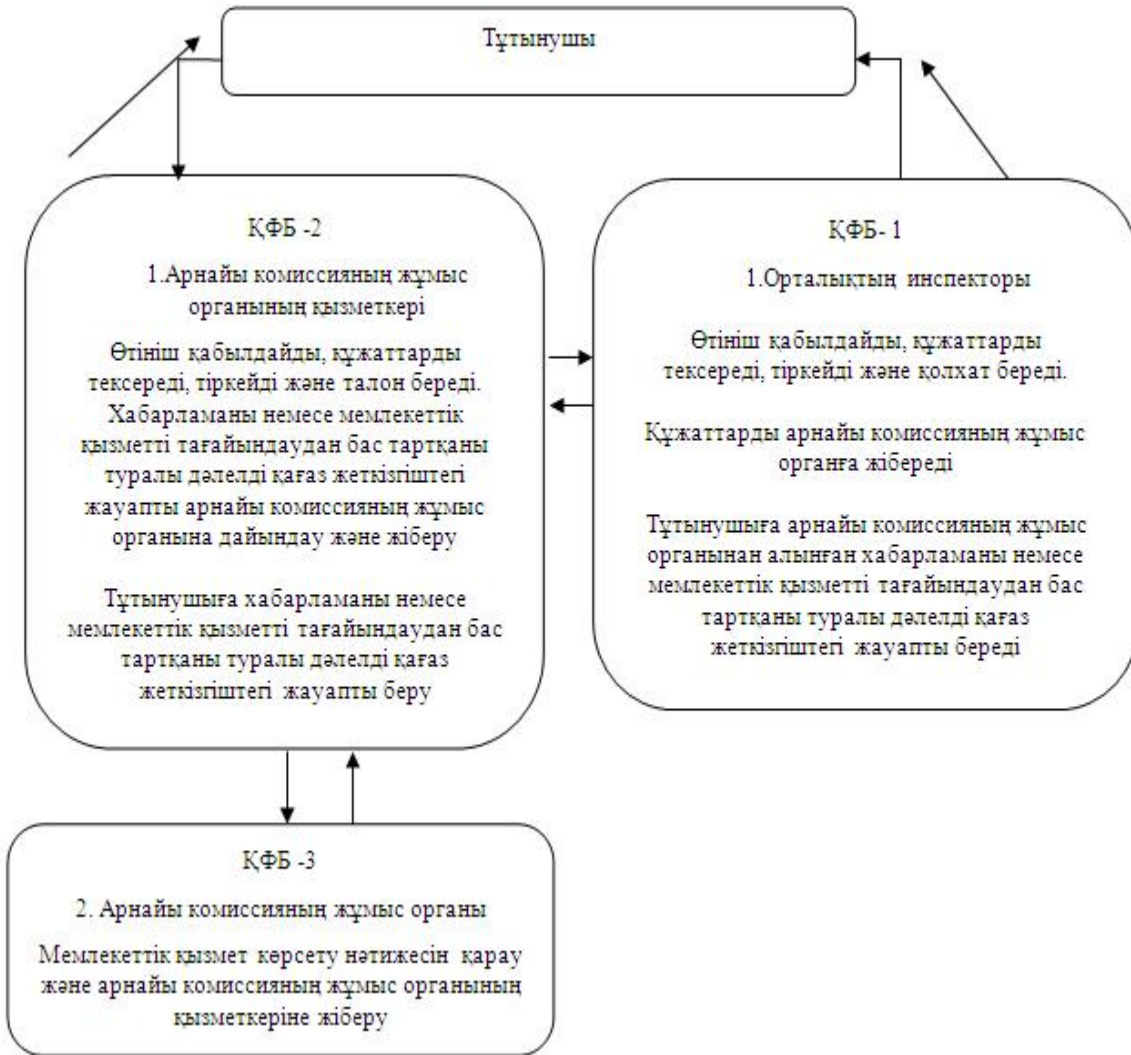 Тұтынушы
ҚФБ -2
1.Арнайы комиссияның жұмыс
органының қызметкері
Өтініш қабылдайды, құжаттарды
тексереді, тіркейді және талон береді.
Хабарламаны немесе мемлекеттік
қызметті тағайындаудан бас тартқаны
туралы дәлелді қағаз жеткізгіштегі
жауапты арнайы комиссияның жұмыс
органына дайындау және жіберу
Тұтынушыға хабарламаны немесе
мемлекеттік қызметті тағайындаудан бас
тартқаны туралы дәлелді қағаз
жеткізгіштегі жауапты беру
ҚФБ- 1
1.Орталықтың инспекторы
Өтініш қабылдайды, құжаттарды
тексереді, тіркейді және қолхат береді.
Құжаттарды арнайы комиссияның жұмыс
органға жібереді
Тұтынушыға арнайы комиссияның жұмыс
органынан алынған хабарламаны немесе
мемлекеттік қызметті тағайындаудан бас
тартқаны туралы дәлелді қағаз
жеткізгіштегі жауапты береді
ҚФБ -3
2. Арнайы комиссияның жұмыс органы
Мемлекеттік қызмет көрсету нәтижесін қарау
және арнайы комиссияның жұмыс органының
қызметкеріне жіберу